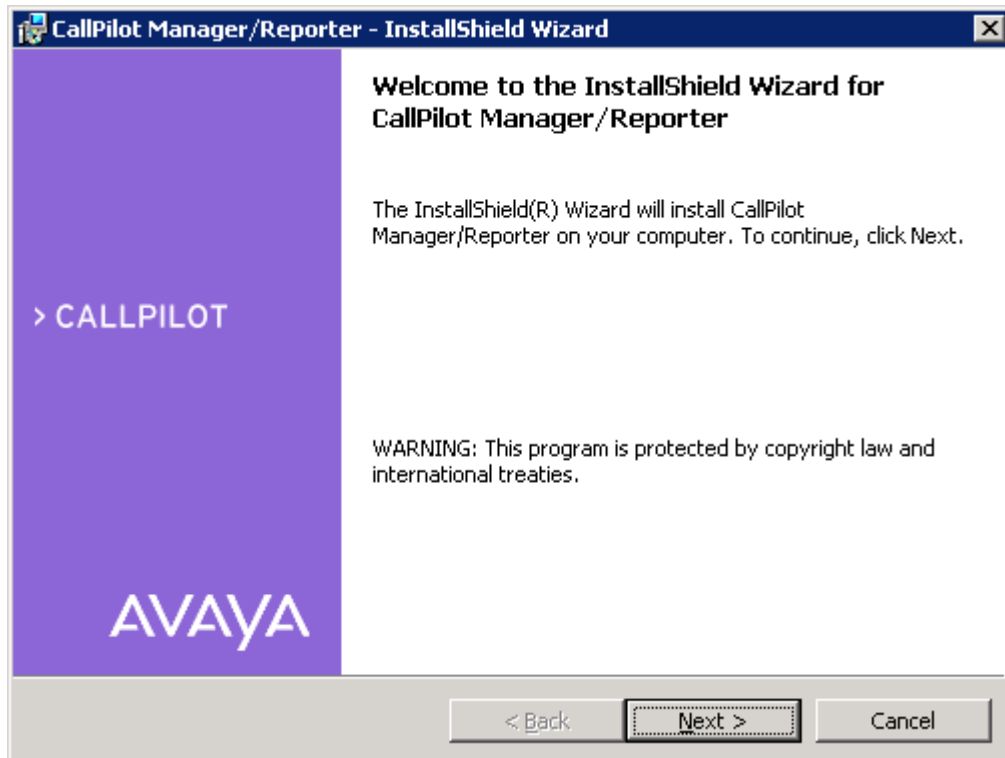 CallPilot Manager/Reporter - InstallShield Wizard
Welcome to the InstallShield Wizard for
CallPilot Manager/Reporter
The InstallShield(R) Wizard will install CallPilot
Manager/Reporter on your computer. To continue, click Next.
> CALLPILOT
WARNING: This program is protected by copyright law and
international treaties.
AVAYA
< Back
Next >
Cancel